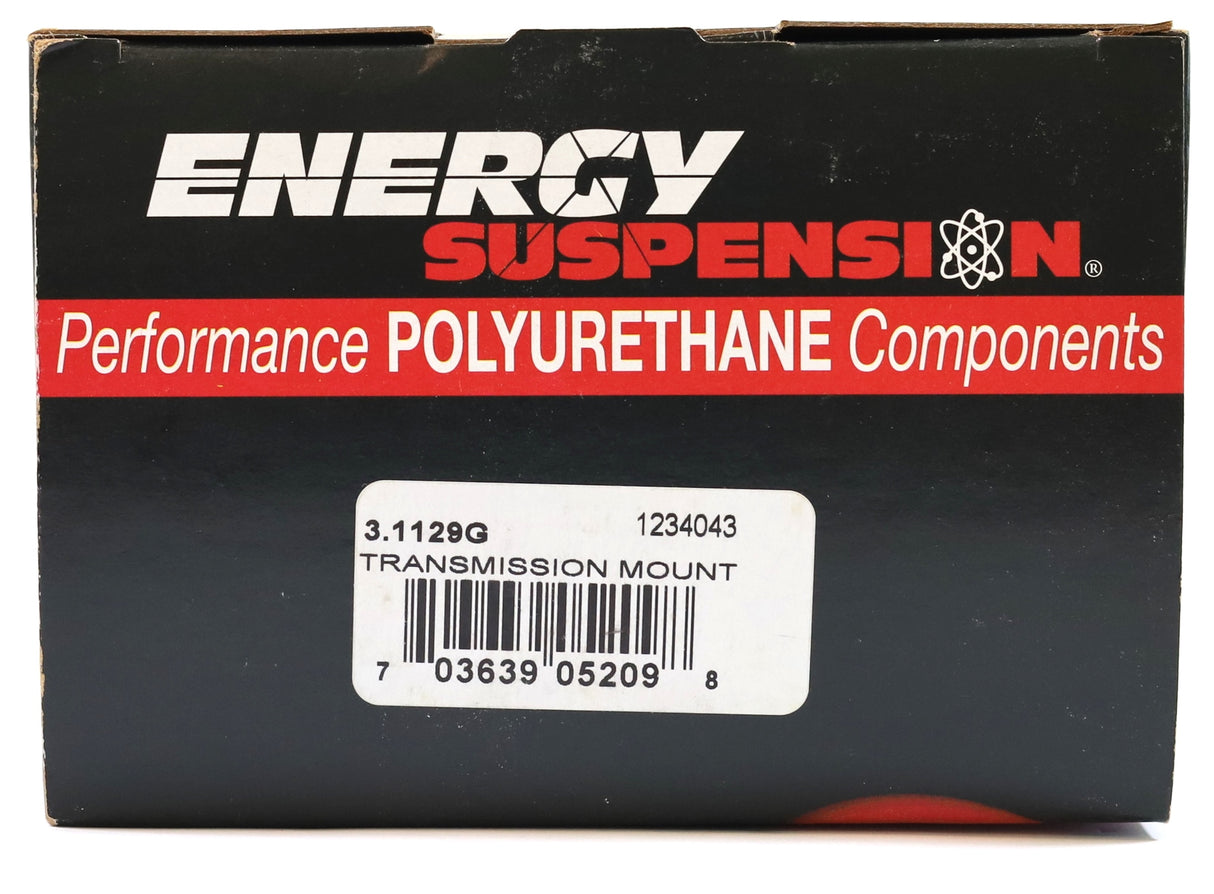 ENERGY
SUSPENSION®
Performance POLYURETHANE Components
3.1129G 1234043
TRANSMISSION MOUNT
7 03639 05209 8